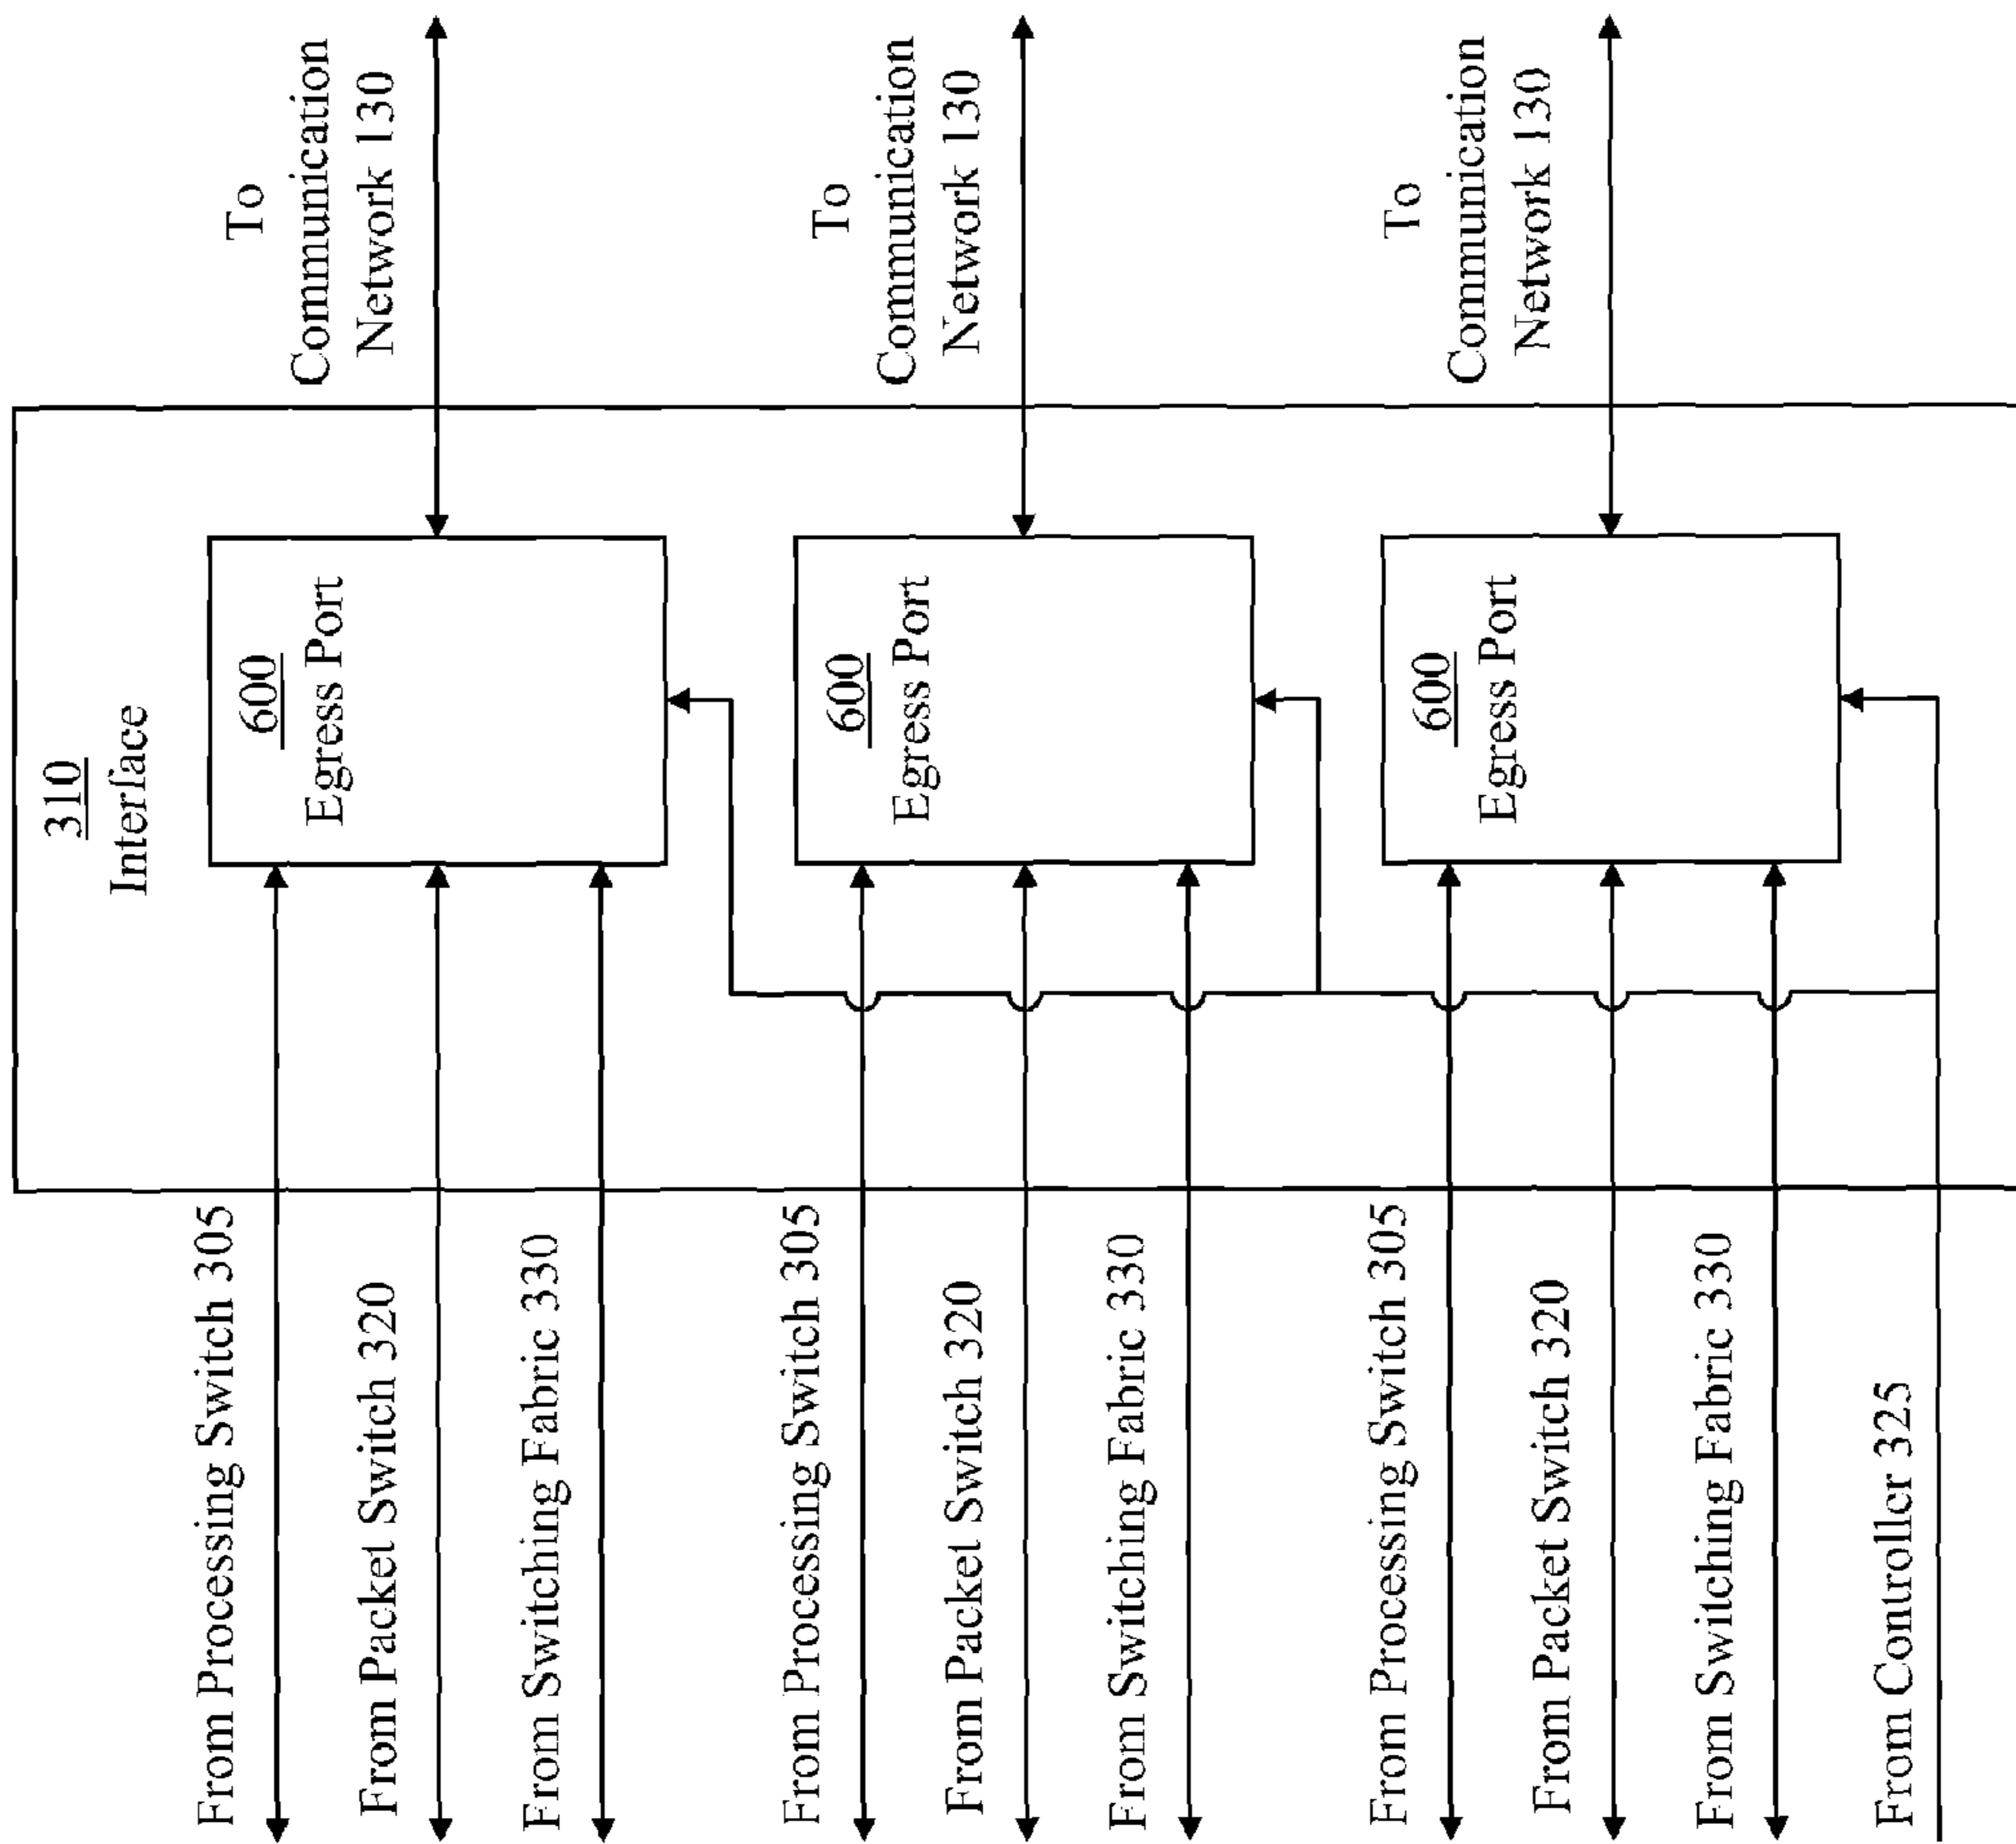 310
Interface
From Processing Switch 305
From Packet Switch 320
From Switching Fabric 330
600
Egress Port
To
Communication
Network 130
From Processing Switch 305
From Packet Switch 320
From Switching Fabric 330
600
Egress Port
To
Communication
Network 130
From Processing Switch 305
From Packet Switch 320
From Switching Fabric 330
600
Egress Port
To
Communication
Network 130
From Controller 325